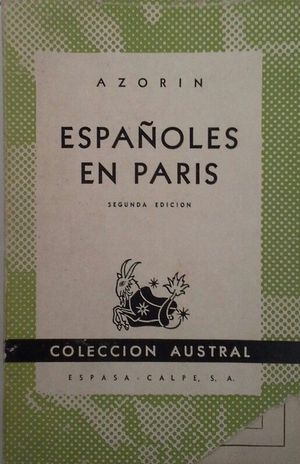 AZORIN
ESPAÑOLES
EN PARIS
SEGUNDA EDICION
COLECCION AUSTRAL
ESPASA-CALPE, S. A.